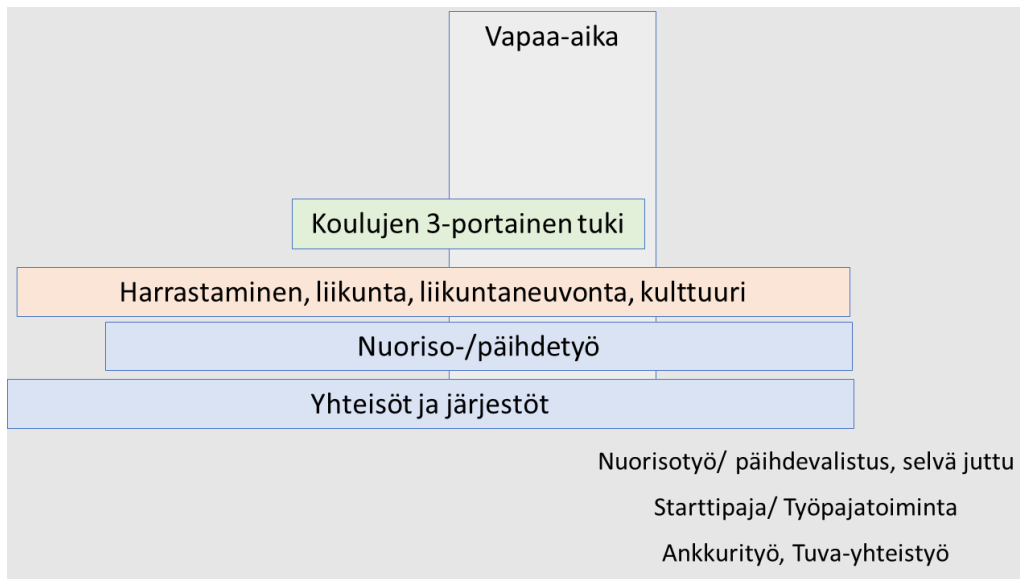 Vapaa-aika
Koulujen 3-portainen tuki
Harrastaminen, liikunta, liikuntaneuvonta, kulttuuri
Nuoriso-/päihdetyö
Yhteisöt ja järjestöt
Nuorisotyö/ päihdevalistus, selvä juttu
Starttipaja/ Työpajatoiminta
Ankkurityö, Tuva-yhteistyö